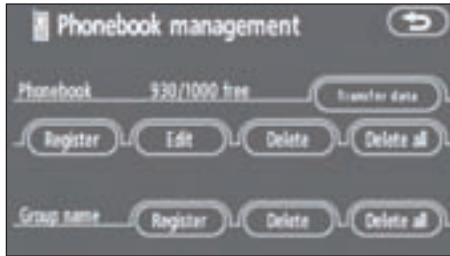 Phonebook management
Phonebook 930/1000 free Transfer data
Register Edit Delete Delete all
Group name Register Delete Delete all